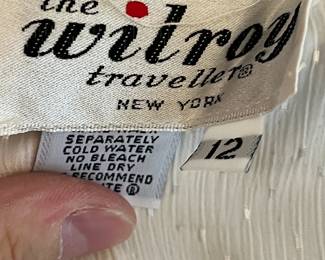 the
wilroy
traveller®
NEW YORK
SEPARATELY
COLD WATER
NO BLEACH
LINE DRY
RECOMMEND
12